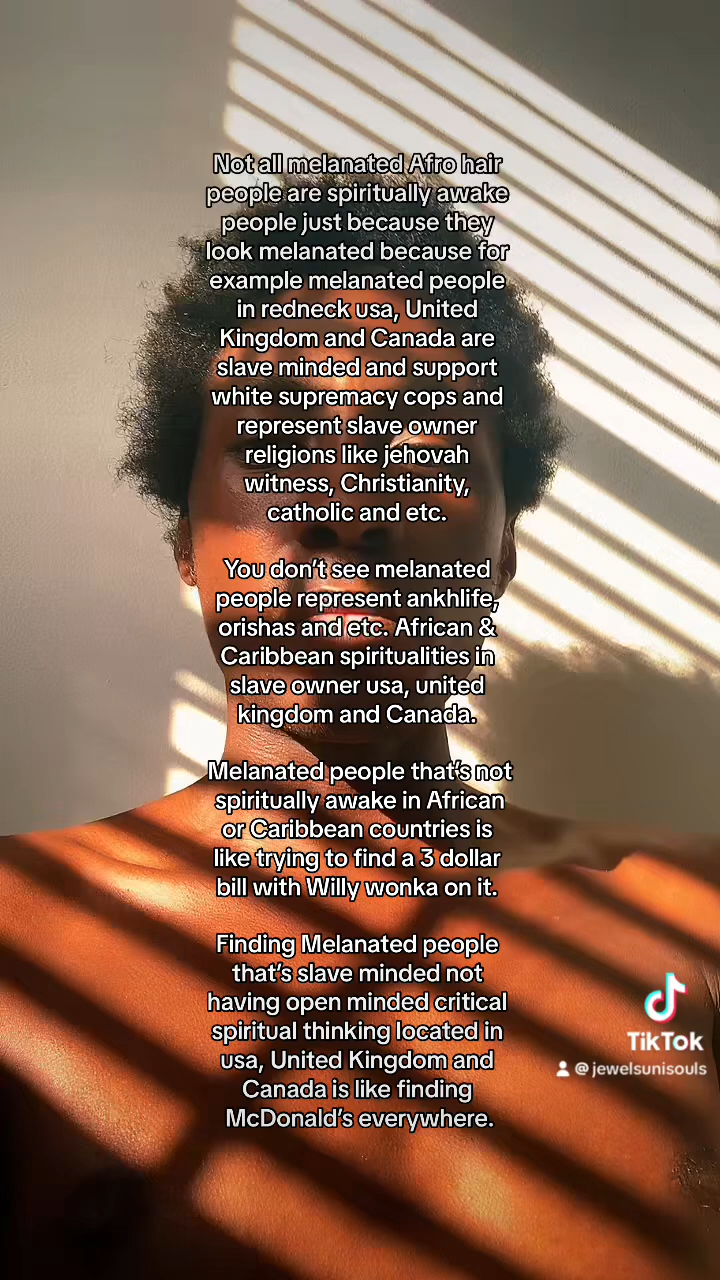 Not all melanated Afro hair
people are spiritually awake
people just because they
look melanated because for
example melanated people
in redneck usa, United
Kingdom and Canada are
slave minded and support
white supremacy cops and
represent slave owner
religions like jehovah
witness, Christianity,
catholic and etc.
You don't see melanated
people represent ankhlife,
orishas and etc. African &
Caribbean spiritualities in
slave owner usa, united
kingdom and Canada.
Melanated people that's not
spiritually awake in African
or Caribbean countries is
like trying to find a 3 dollar
bill with Willy wonka on it.
Finding Melanated people
that's slave minded not
having open minded critical
spiritual thinking located in
usa, United Kingdom and
Canada is like finding
McDonald's everywhere.
TikTok
@jewelsunisouls